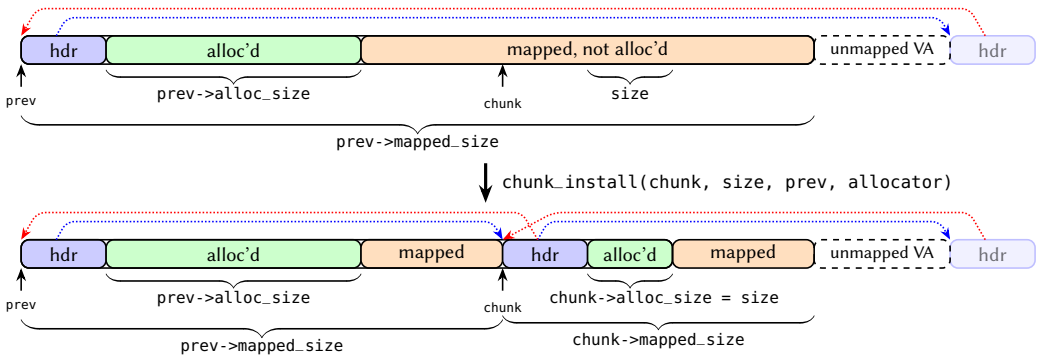 hdr alloc'd mapped, not alloc'd unmapped VA hdr
prev->alloc_size size
prev chunk
prev->mapped_size
chunk_install(chunk, size, prev, allocator)
hdr alloc'd mapped hdr alloc'd mapped unmapped VA hdr
prev->alloc_size chunk->alloc_size = size
prev chunk
prev->mapped_size chunk->mapped_size